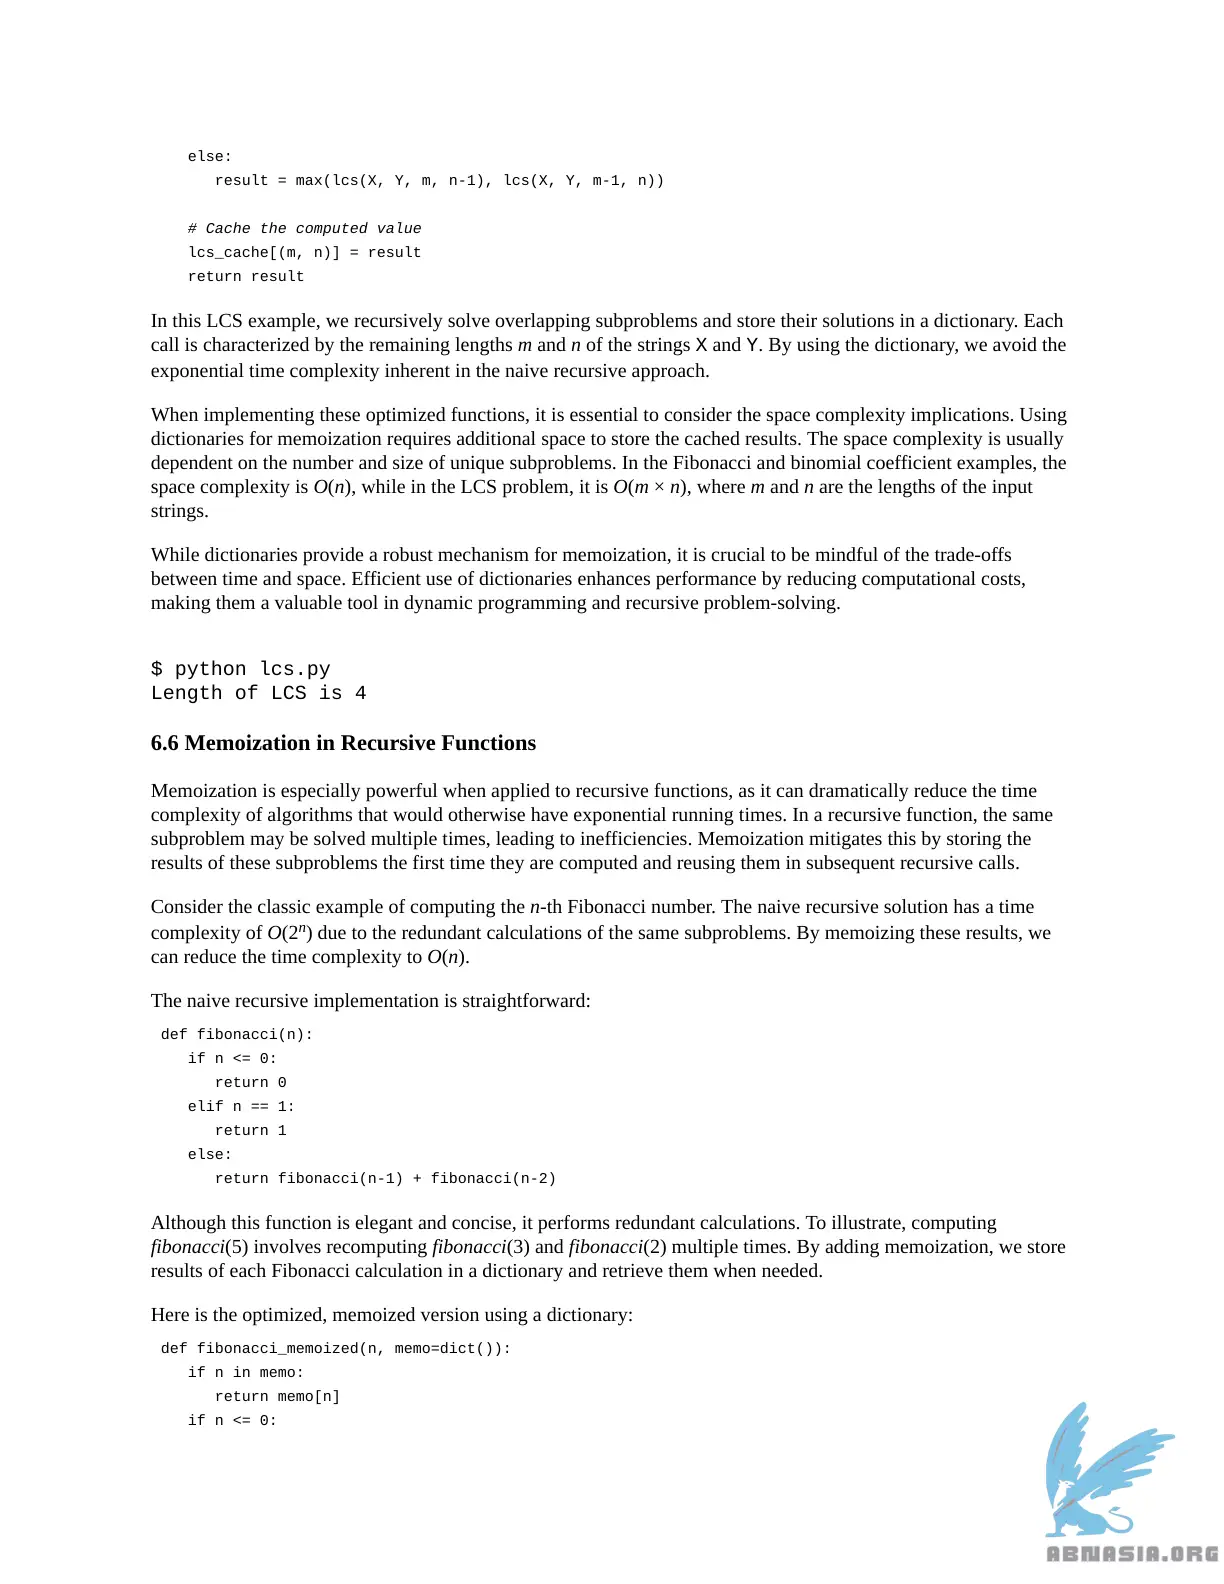 else:
result = max(lcs(X, Y, m, n-1), lcs(X, Y, m-1, n))
# Cache the computed value
lcs_cache[(m, n)] = result
return result
In this LCS example, we recursively solve overlapping subproblems and store their solutions in a dictionary. Each
call is characterized by the remaining lengths m and n of the strings X and Y. By using the dictionary, we avoid the
exponential time complexity inherent in the naive recursive approach.
When implementing these optimized functions, it is essential to consider the space complexity implications. Using
dictionaries for memoization requires additional space to store the cached results. The space complexity is usually
dependent on the number and size of unique subproblems. In the Fibonacci and binomial coefficient examples, the
space complexity is O(n), while in the LCS problem, it is O(m × n), where m and n are the lengths of the input
strings.
While dictionaries provide a robust mechanism for memoization, it is crucial to be mindful of the trade-offs
between time and space. Efficient use of dictionaries enhances performance by reducing computational costs,
making them a valuable tool in dynamic programming and recursive problem-solving.
$ python lcs.py
Length of LCS is 4
6.6 Memoization in Recursive Functions
Memoization is especially powerful when applied to recursive functions, as it can dramatically reduce the time
complexity of algorithms that would otherwise have exponential running times. In a recursive function, the same
subproblem may be solved multiple times, leading to inefficiencies. Memoization mitigates this by storing the
results of these subproblems the first time they are computed and reusing them in subsequent recursive calls.
Consider the classic example of computing the n-th Fibonacci number. The naive recursive solution has a time
complexity of O(2ⁿ) due to the redundant calculations of the same subproblems. By memoizing these results, we
can reduce the time complexity to O(n).
The naive recursive implementation is straightforward:
def fibonacci(n):
if n <= 0:
return 0
elif n == 1:
return 1
else:
return fibonacci(n-1) + fibonacci(n-2)
Although this function is elegant and concise, it performs redundant calculations. To illustrate, computing
fibonacci(5) involves recomputing fibonacci(3) and fibonacci(2) multiple times. By adding memoization, we store
results of each Fibonacci calculation in a dictionary and retrieve them when needed.
Here is the optimized, memoized version using a dictionary:
def fibonacci_memoized(n, memo=dict()):
if n in memo:
return memo[n]
if n <= 0:
ABNASIA.ORG